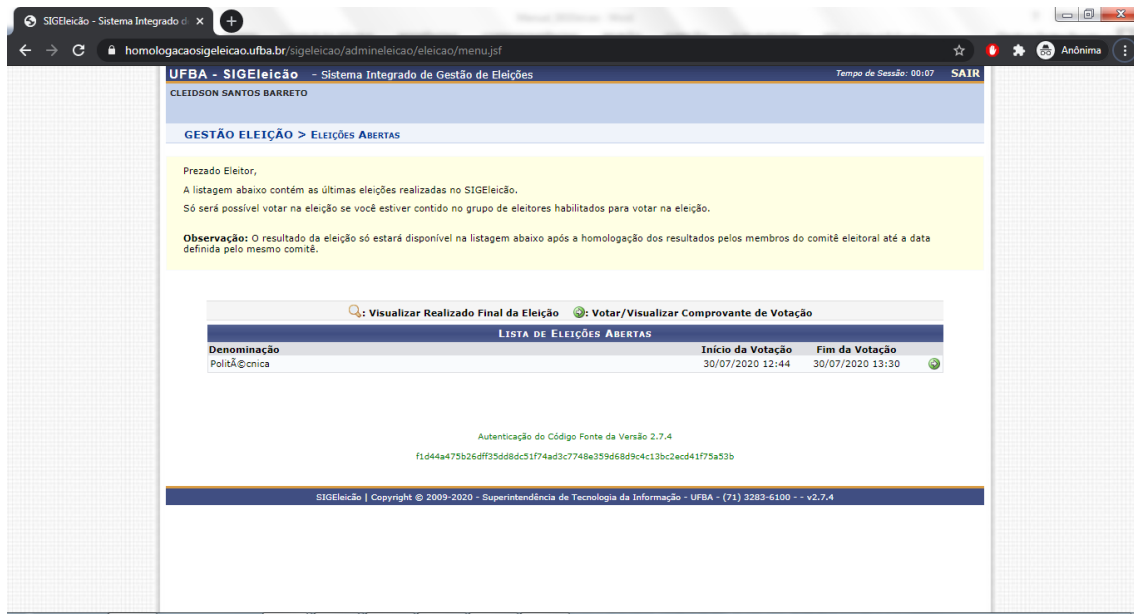 SIGEleicão - Sistema Integrado d
homologacaosigeleicao.ufba.br/sigeleicao/admineleicao/eleicao/menu.jsf
Anônima
UFBA - SIGEleicão - Sistema Integrado de Gestão de Eleições
Tempo de Sessão: 00:07 SAIR
CLEIDSON SANTOS BARRETO
GESTÃO ELEIÇÃO > Eleições Abertas
Prezado Eleitor,
A listagem abaixo contém as últimas eleições realizadas no SIGEleicão.
Só será possível votar na eleição se você estiver contido no grupo de eleitores habilitados para votar na eleição.
Observação: O resultado da eleição só estará disponível na listagem abaixo após a homologação dos resultados pelos membros do comitê eleitoral até a data
definida pelo mesmo comitê.
: Visualizar Realizado Final da Eleição : Votar/Visualizar Comprovante de Votação
Lista de Eleições Abertas
Denominação Início da Votação Fim da Votação
PolitÃ©cnica 30/07/2020 12:44 30/07/2020 13:30
Autenticação do Código Fonte da Versão 2.7.4
f1d44a475b26dff35dd8dc51f74ad3c7748e359d68d9c4c13bc2ecd41f75a53b
SIGEleicão | Copyright © 2009-2020 - Superintendência de Tecnologia da Informação - UFBA - (71) 3283-6100 - - v2.7.4